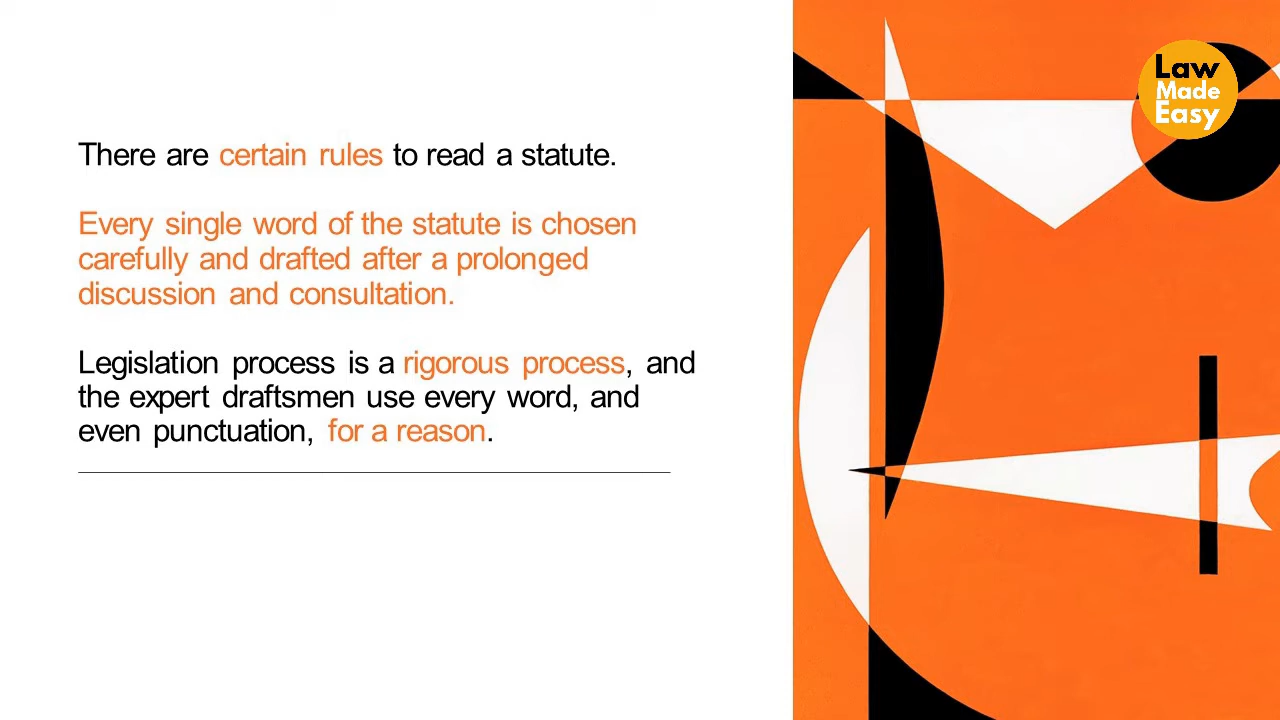 There are certain rules to read a statute.
Every single word of the statute is chosen
carefully and drafted after a prolonged
discussion and consultation.
Legislation process is a rigorous process, and
the expert draftsmen use every word, and
even punctuation, for a reason.
Law
Made
Easy